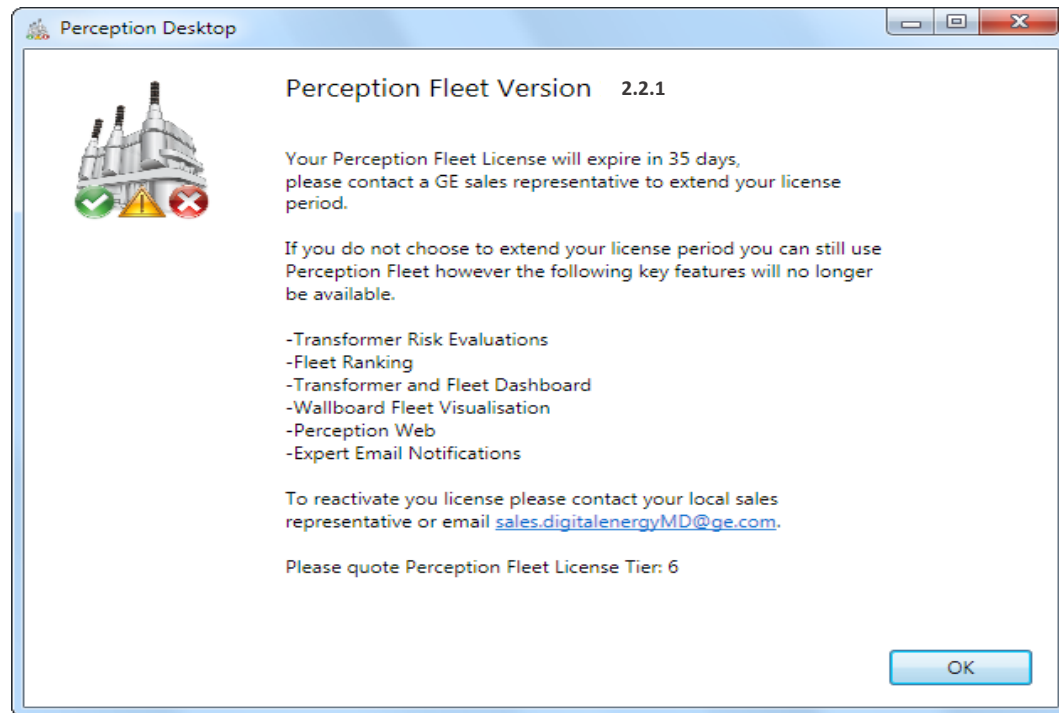 Perception Desktop
Perception Fleet Version 2.2.1
Your Perception Fleet License will expire in 35 days,
please contact a GE sales representative to extend your license
period.
If you do not choose to extend your license period you can still use
Perception Fleet however the following key features will no longer
be available.
-Transformer Risk Evaluations
-Fleet Ranking
-Transformer and Fleet Dashboard
-Wallboard Fleet Visualisation
-Perception Web
-Expert Email Notifications
To reactivate you license please contact your local sales
representative or email sales.digitalenergyMD@ge.com.
Please quote Perception Fleet License Tier: 6
OK